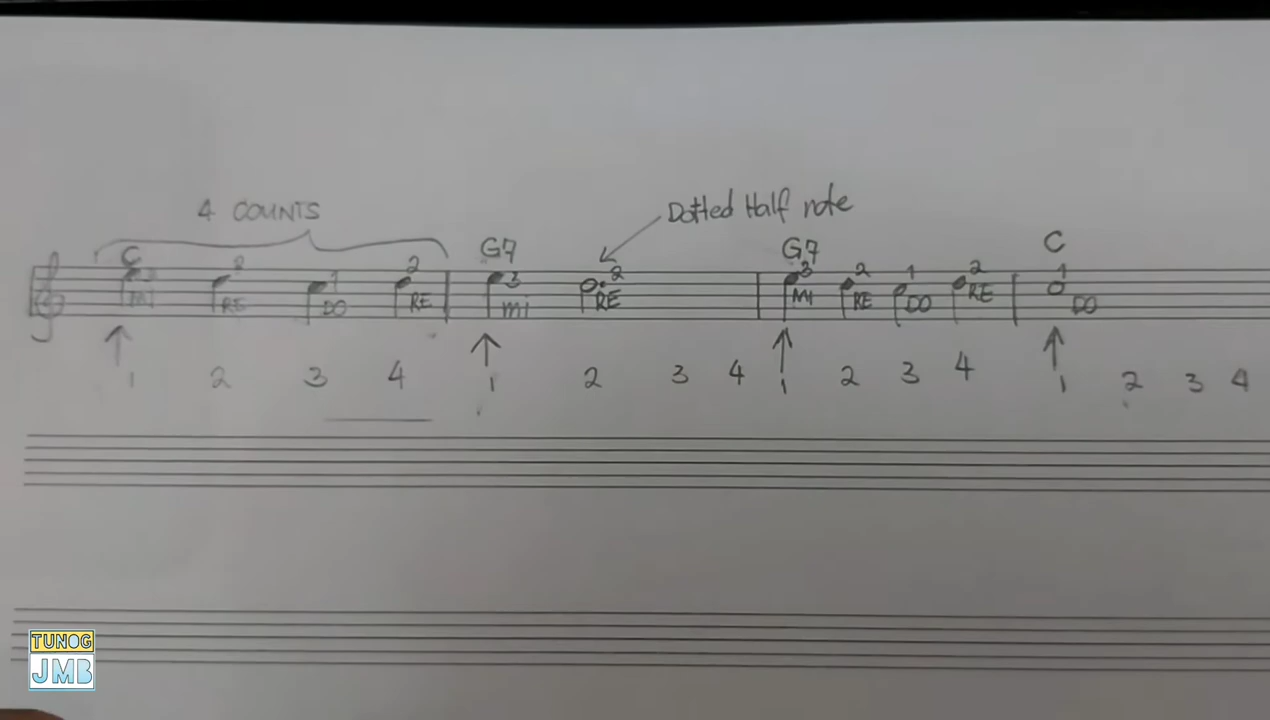 4 COUNTS
Dotted Half note
C G7 G7 C
3 2 1 2 3 2 3 2 1 2 1
mi RE DO RE mi RE Mi RE DO RE DO
1 2 3 4 1 2 3 4 1 2 3 4 1 2 3 4
TUNOG
JMB